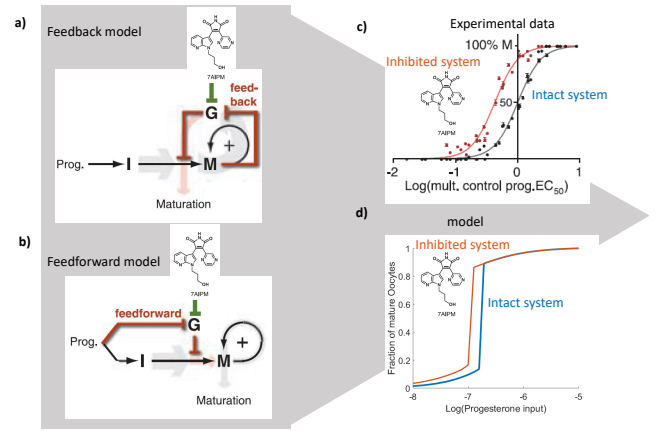 a)
Feedback model
7AIPM
feed-
back
G
Prog.
I
M
+
Maturation
b)
Feedforward model
7AIPM
feedforward
G
Prog.
I
M
+
Maturation
c)
Experimental data
100% M
Inhibited system
50
Intact system
7AIPM
-2 -1 0 1
Log(mult. control prog.EC50)
d)
model
Inhibited system
7AIPM
Intact system
Fraction of mature Oocytes
1
0.8
0.6
0.4
0.2
0
-8 -7 -6 -5
Log(Progesterone input)